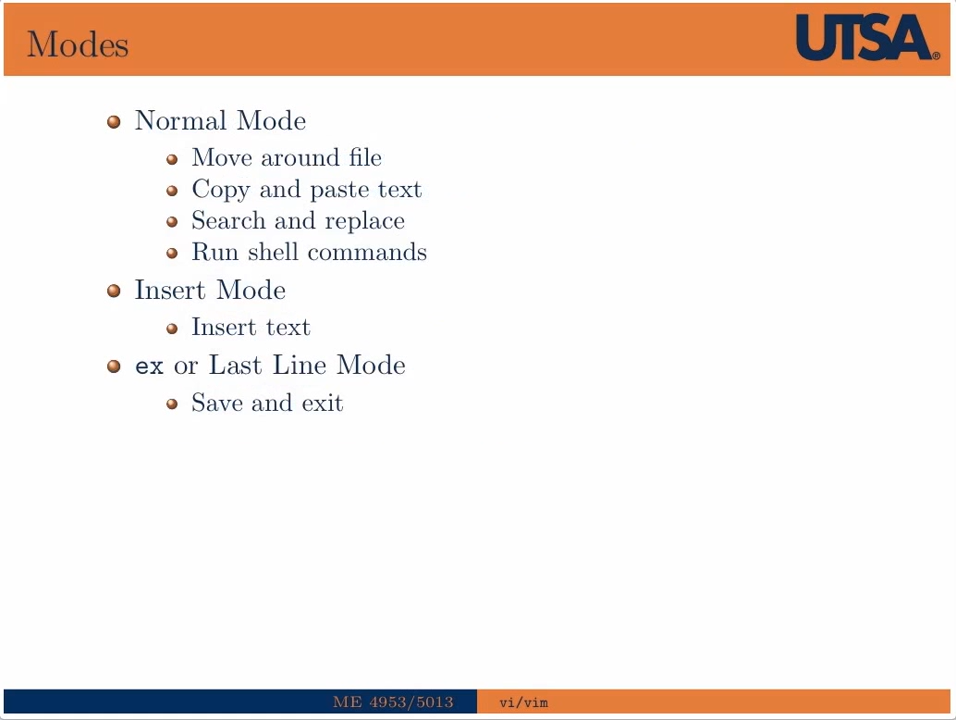 Modes
UTSA®
Normal Mode
Move around file
Copy and paste text
Search and replace
Run shell commands
Insert Mode
Insert text
ex or Last Line Mode
Save and exit
ME 4953/5013 vi/vim